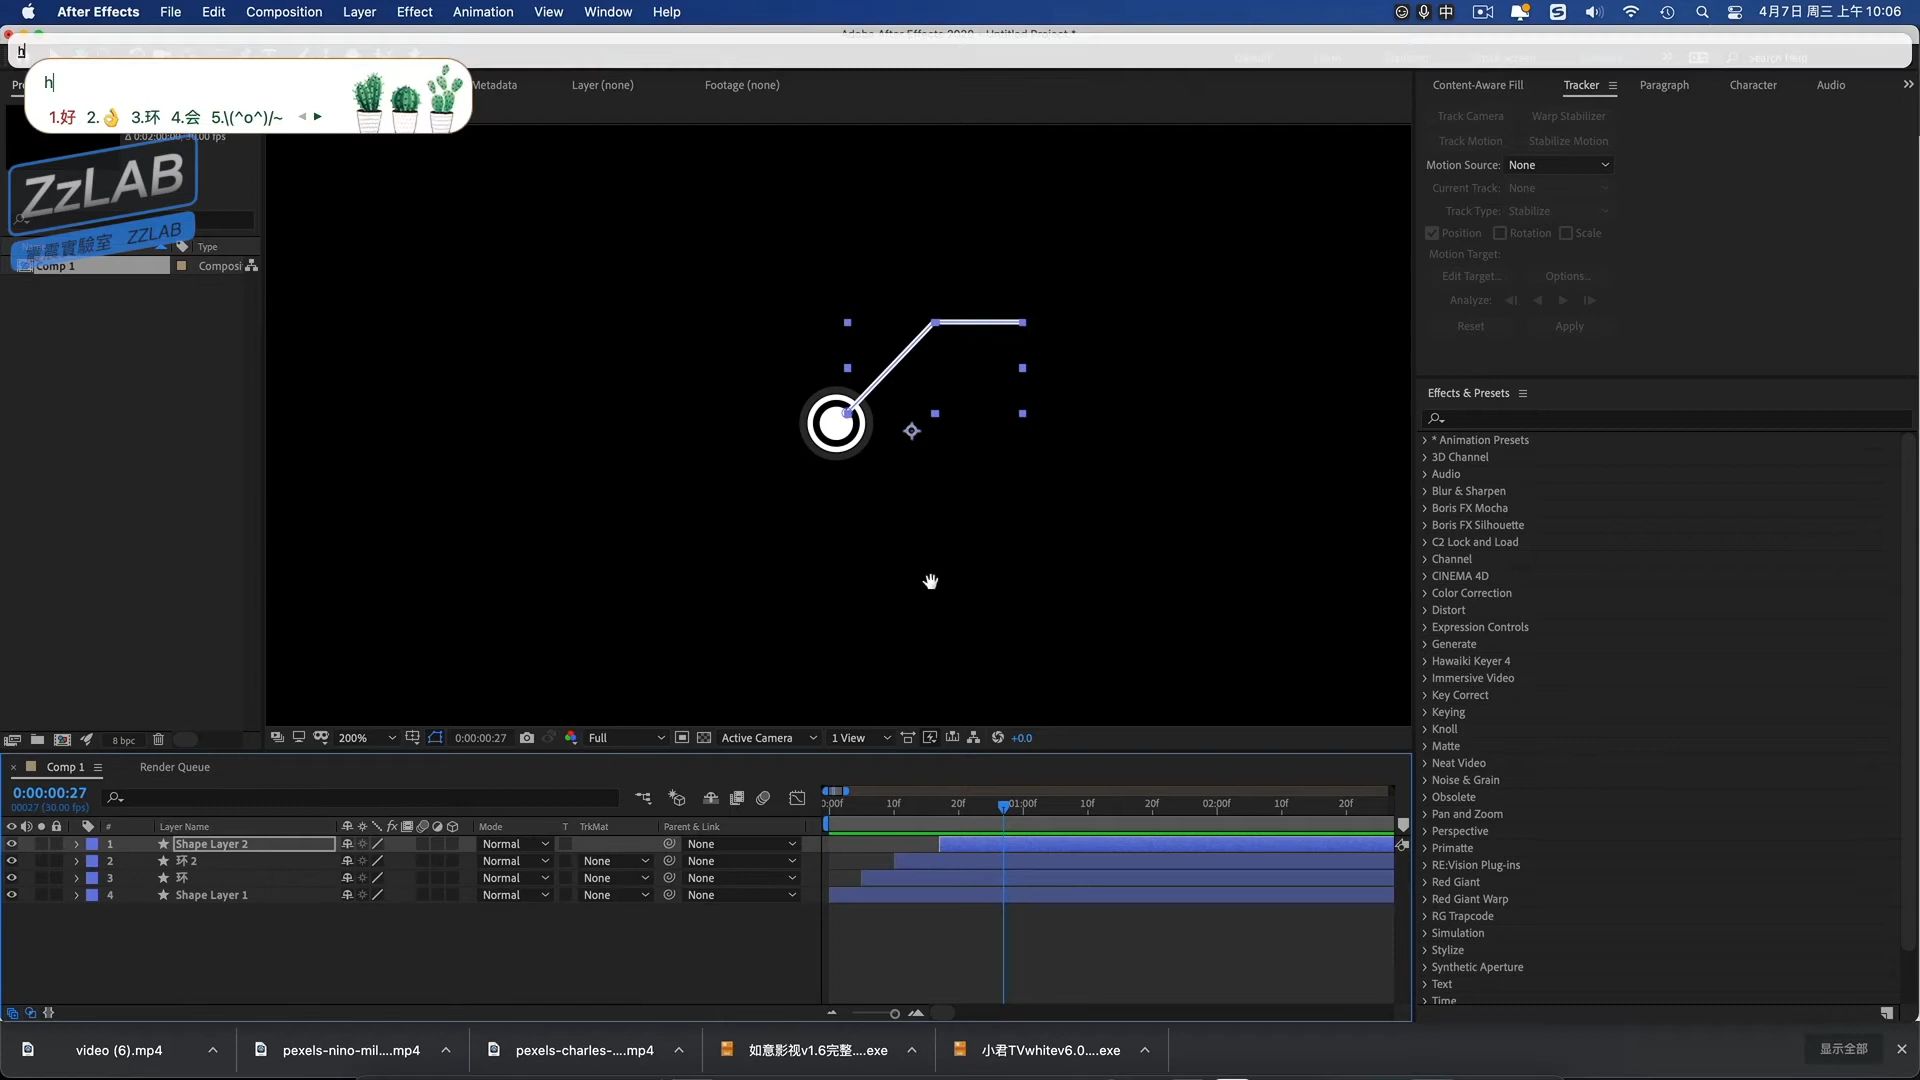 After Effects File Edit Composition Layer Effect Animation View Window Help 中 4月7日 周三 上午10:06
h
h
1.好 2.👌 3.环 4.会 5.\(^o^)/~
Metadata Layer (none) Footage (none)
ZzLAB
ZZLAB
Name Type
Comp 1 Composi
8 bpc
200% 0:00:00:27 Full Active Camera 1 View +0.0
Content-Aware Fill Tracker Paragraph Character Audio
Track Camera Warp Stabilizer
Track Motion Stabilize Motion
Motion Source: None
Current Track: None
Track Type: Stabilize
Position Rotation Scale
Motion Target:
Edit Target... Options...
Analyze:
Reset Apply
Effects & Presets
* Animation Presets
3D Channel
Audio
Blur & Sharpen
Boris FX Mocha
Boris FX Silhouette
C2 Lock and Load
Channel
CINEMA 4D
Color Correction
Distort
Expression Controls
Generate
Hawaiki Keyer 4
Immersive Video
Key Correct
Keying
Knoll
Matte
Neat Video
Noise & Grain
Obsolete
Pan and Zoom
Perspective
Primatte
RE:Vision Plug-ins
Red Giant
Red Giant Warp
RG Trapcode
Simulation
Stylize
Synthetic Aperture
Text
Time
Comp 1 Render Queue
0:00:00:27
00027 (30.00 fps)
0:00f 10f 20f 01:00f 10f 20f 02:00f 10f 20f
# Layer Name Mode T TrkMat Parent & Link
1 Shape Layer 2 Normal None
2 环 2 Normal None None
3 环 Normal None None
4 Shape Layer 1 Normal None None
video (6).mp4 pexels-nino-mil....mp4 pexels-charles-....mp4 如意影视v1.6完整....exe 小君TVwhitev6.0....exe 显示全部